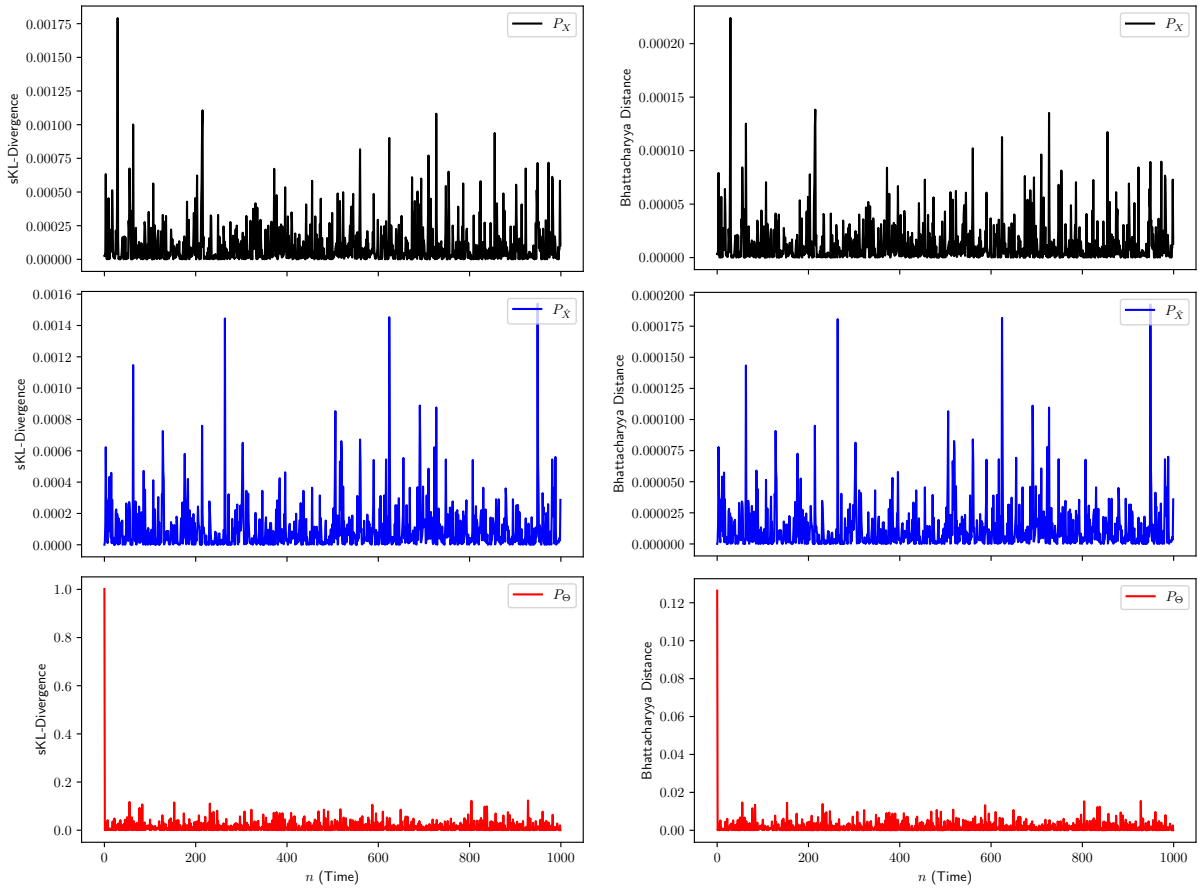 sKL-Divergence
0.00175
0.00150
0.00125
0.00100
0.00075
0.00050
0.00025
0.00000
P_X
Bhattacharyya Distance
0.00020
0.00015
0.00010
0.00005
0.00000
P_X
sKL-Divergence
0.0016
0.0014
0.0012
0.0010
0.0008
0.0006
0.0004
0.0002
0.0000
P_X̂
Bhattacharyya Distance
0.000200
0.000175
0.000150
0.000125
0.000100
0.000075
0.000050
0.000025
0.000000
P_X̂
sKL-Divergence
1.0
0.8
0.6
0.4
0.2
0.0
P_Θ
0 200 400 600 800 1000
n (Time)
Bhattacharyya Distance
0.12
0.10
0.08
0.06
0.04
0.02
0.00
P_Θ
0 200 400 600 800 1000
n (Time)